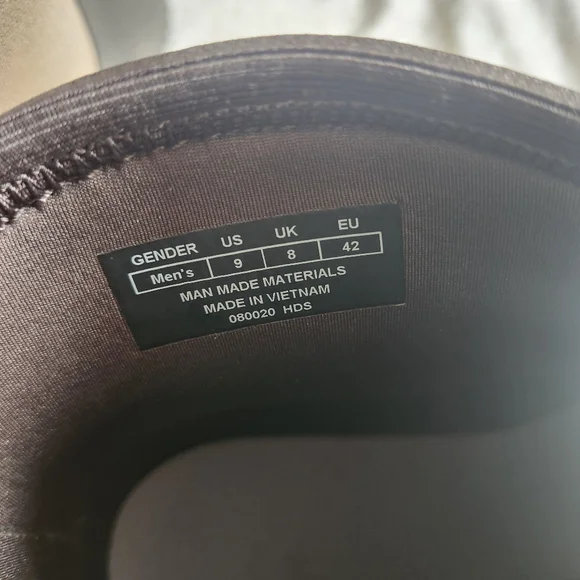 GENDER US UK EU
Men's 9 8 42
MAN MADE MATERIALS
MADE IN VIETNAM
080020 HDS